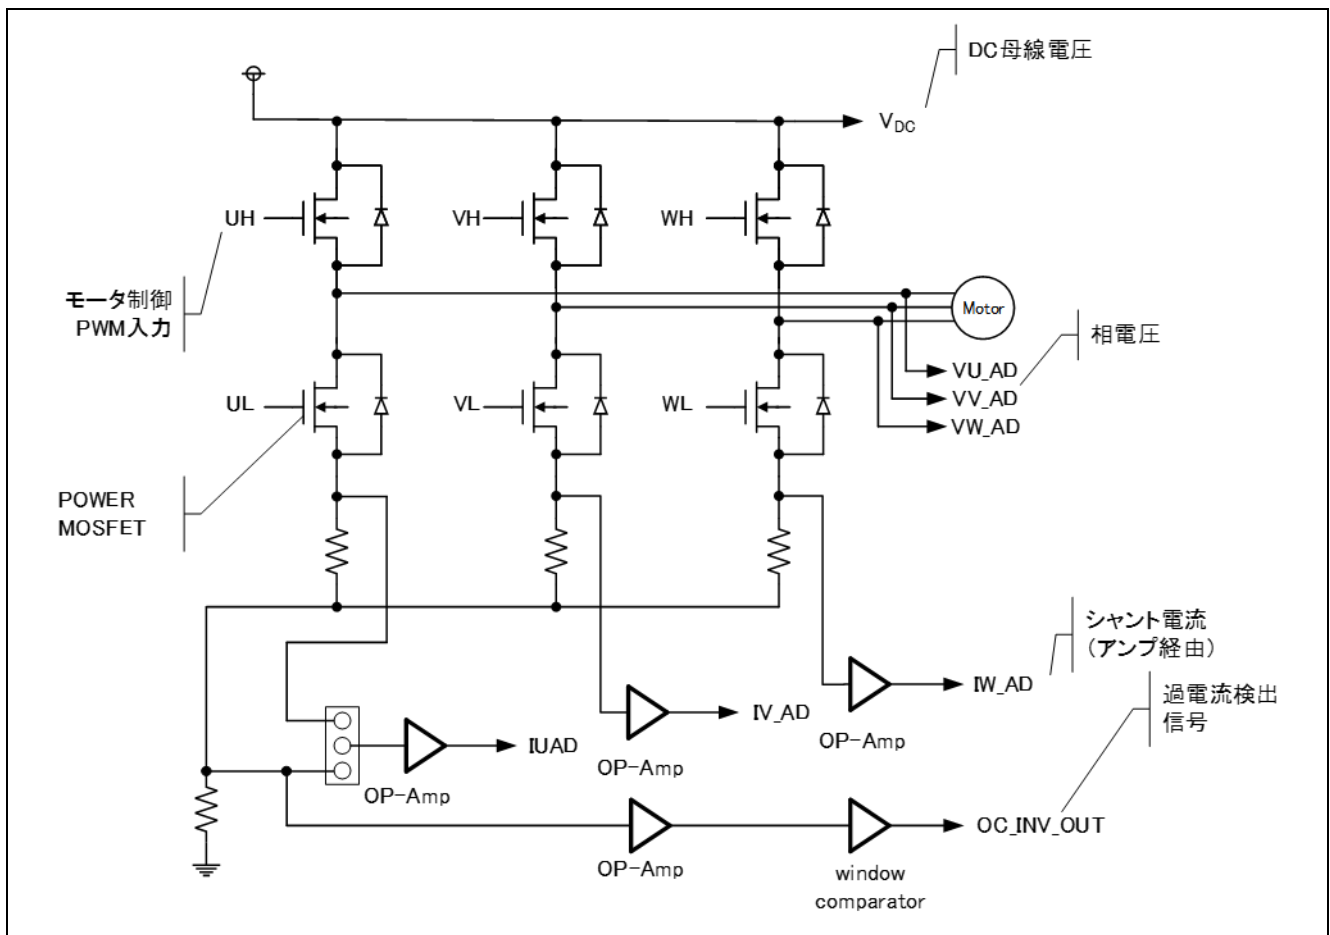 DC母線電圧
VDC
UH
VH
WH
モータ制御
PWM入力
Motor
相電圧
VU_AD
VV_AD
VW_AD
UL
VL
WL
POWER
MOSFET
シャント電流
(アンプ経由)
IW_AD
OP-Amp
過電流検出
信号
IV_AD
OP-Amp
IUAD
OP-Amp
OC_INV_OUT
OP-Amp
window
comparator